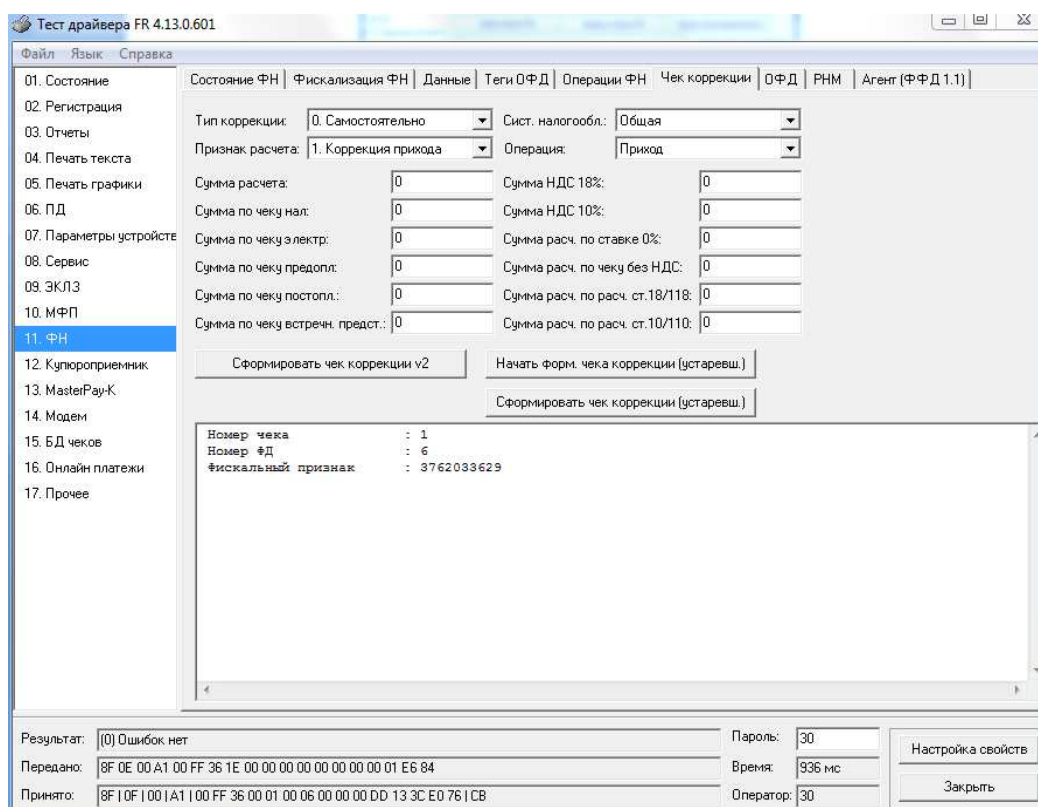 Тест драйвера FR 4.13.0.601
Файл Язык Справка
01. Состояние
02. Регистрация
03. Отчеты
04. Печать текста
05. Печать графики
06. ПД
07. Параметры устройств
08. Сервис
09. ЭКЛЗ
10. МФП
11. ФН
12. Купюроприемник
13. MasterPay-K
14. Модем
15. БД чеков
16. Онлайн платежи
17. Прочее
Состояние ФН Фискализация ФН Данные Теги ОФД Операции ФН Чек коррекции ОФД РНМ Агент (ФФД 1.1)
Тип коррекции: 0. Самостоятельно Сист. налогообл.: Общая
Признак расчета: 1. Коррекция прихода Операция: Приход
Сумма расчета: 0 Сумма НДС 18%: 0
Сумма по чеку нал: 0 Сумма НДС 10%: 0
Сумма по чеку электр: 0 Сумма расч. по ставке 0%: 0
Сумма по чеку предопл: 0 Сумма расч. по чеку без НДС: 0
Сумма по чеку постопл.: 0 Сумма расч. по расч. ст.18/118: 0
Сумма по чеку встречн. предст.: 0 Сумма расч. по расч. ст.10/110: 0
Сформировать чек коррекции v2 Начать форм. чека коррекции (устаревш.)
Сформировать чек коррекции (устаревш.)
Номер чека : 1
Номер ФД : 6
Фискальный признак : 3762033629
Результат: (0) Ошибок нет Пароль: 30
Настройка свойств
Передано: 8F 0E 00 A1 00 FF 36 1E 00 00 00 00 00 00 00 00 01 E6 84 Время: 936 мс
Принято: 8F | 0F | 00 | A1 | 00 FF 36 00 01 00 06 00 00 00 DD 13 3C E0 76 | CB Оператор: 30
Закрыть